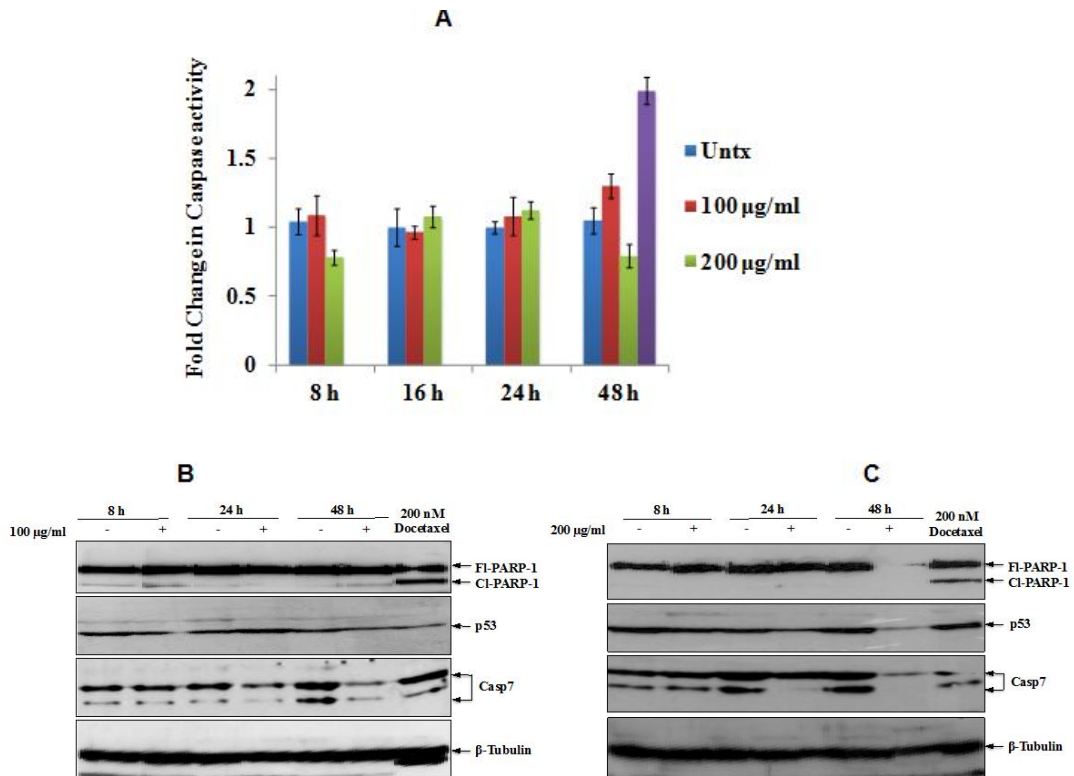 A
Fold Change in Caspase activity
2
1.5
1
0.5
0
8 h
16 h
24 h
48 h
Untx
100 µg/ml
200 µg/ml
B
8 h 24 h 48 h 200 nM
100 µg/ml - + - + - + Docetaxel
Fl-PARP-1
Cl-PARP-1
p53
Casp7
β-Tubulin
C
8 h 24 h 48 h 200 nM
200 µg/ml - + - + - + Docetaxel
Fl-PARP-1
Cl-PARP-1
p53
Casp7
β-Tubulin